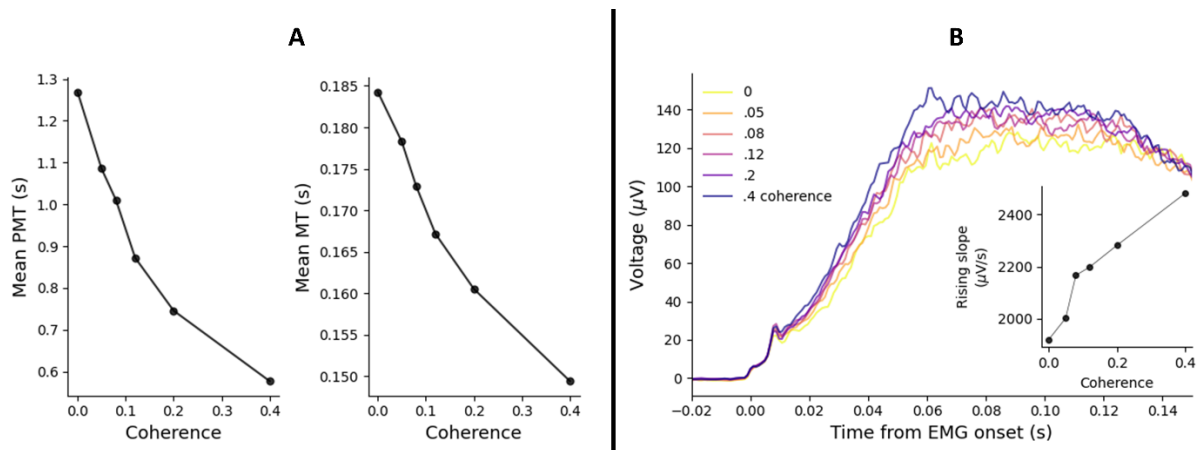 A
1.3
1.2
1.1
1.0
0.9
0.8
0.7
0.6
Mean PMT (s)
0.0 0.1 0.2 0.3 0.4
Coherence
0.185
0.180
0.175
0.170
0.165
0.160
0.155
0.150
Mean MT (s)
0.0 0.1 0.2 0.3 0.4
Coherence
B
0
.05
.08
.12
.2
.4 coherence
140
120
100
80
60
40
20
0
Voltage (μV)
−0.02 0.00 0.02 0.04 0.06 0.08 0.10 0.12 0.14
Time from EMG onset (s)
2400
2200
2000
Rising slope
(μV/s)
0.0 0.2 0.4
Coherence